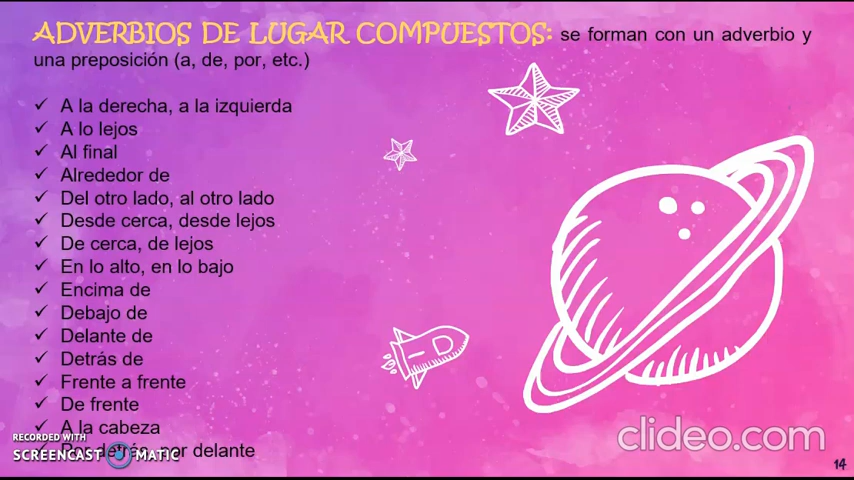 ADVERBIOS DE LUGAR COMPUESTOS: se forman con un adverbio y
una preposición (a, de, por, etc.)
✓ A la derecha, a la izquierda
✓ A lo lejos
✓ Al final
✓ Alrededor de
✓ Del otro lado, al otro lado
✓ Desde cerca, desde lejos
✓ De cerca, de lejos
✓ En lo alto, en lo bajo
✓ Encima de
✓ Debajo de
✓ Delante de
✓ Detrás de
✓ Frente a frente
✓ De frente
✓ A la cabeza
✓ Por detrás, por delante
RECORDED WITH
SCREENCAST MATIC
clideo.com
14